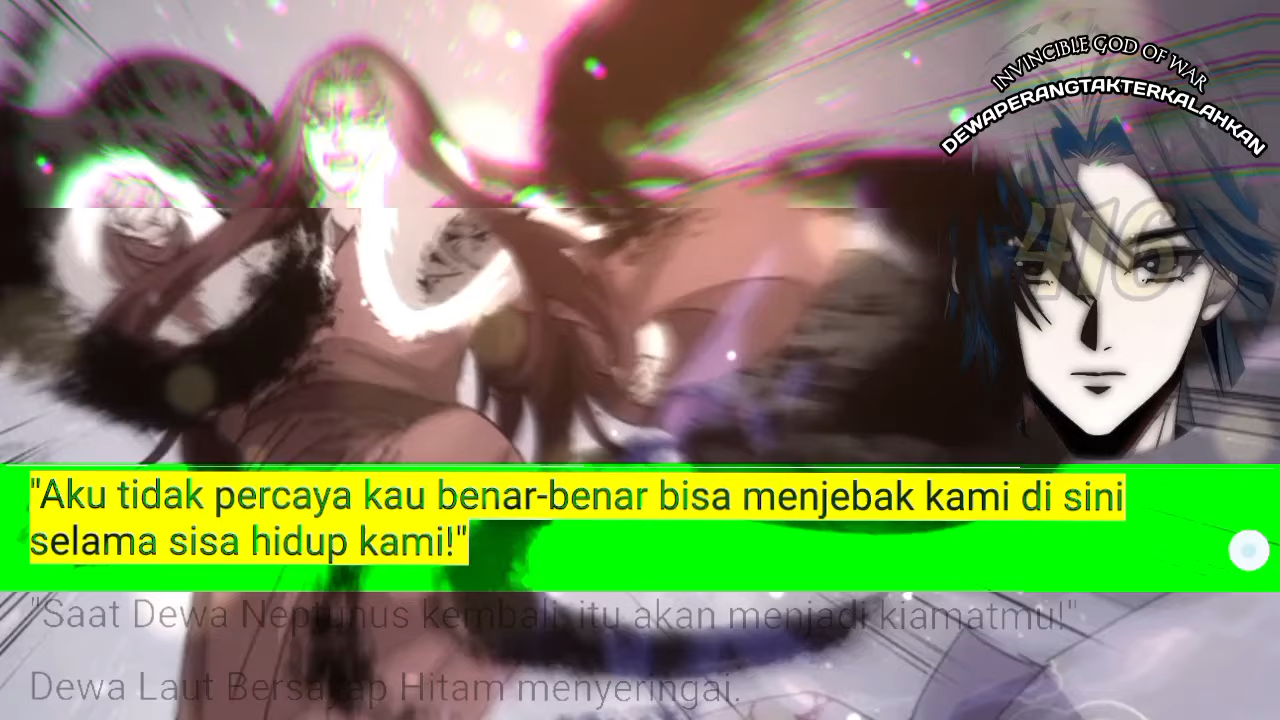 INVINCIBLE GOD OF WAR
DEWAPERANGTAKTERKALAHKAN
416
"Aku tidak percaya kau benar-benar bisa menjebak kami di sini
selama sisa hidup kami!"
"Saat Dewa Neptunus kembali, itu akan menjadi kiamatmu!"
Dewa Laut Bersayap Hitam menyeringai.